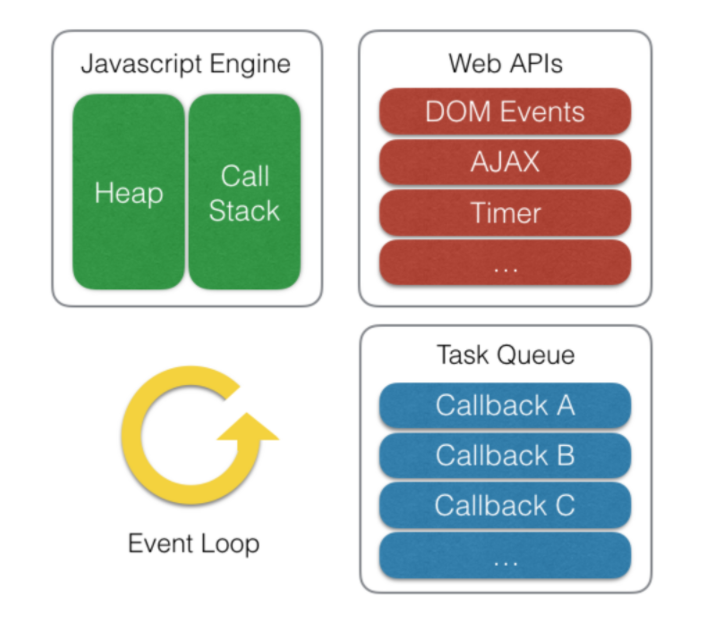 Javascript Engine
Heap
Call
Stack
Web APIs
DOM Events
AJAX
Timer
...
Event Loop
Task Queue
Callback A
Callback B
Callback C
...